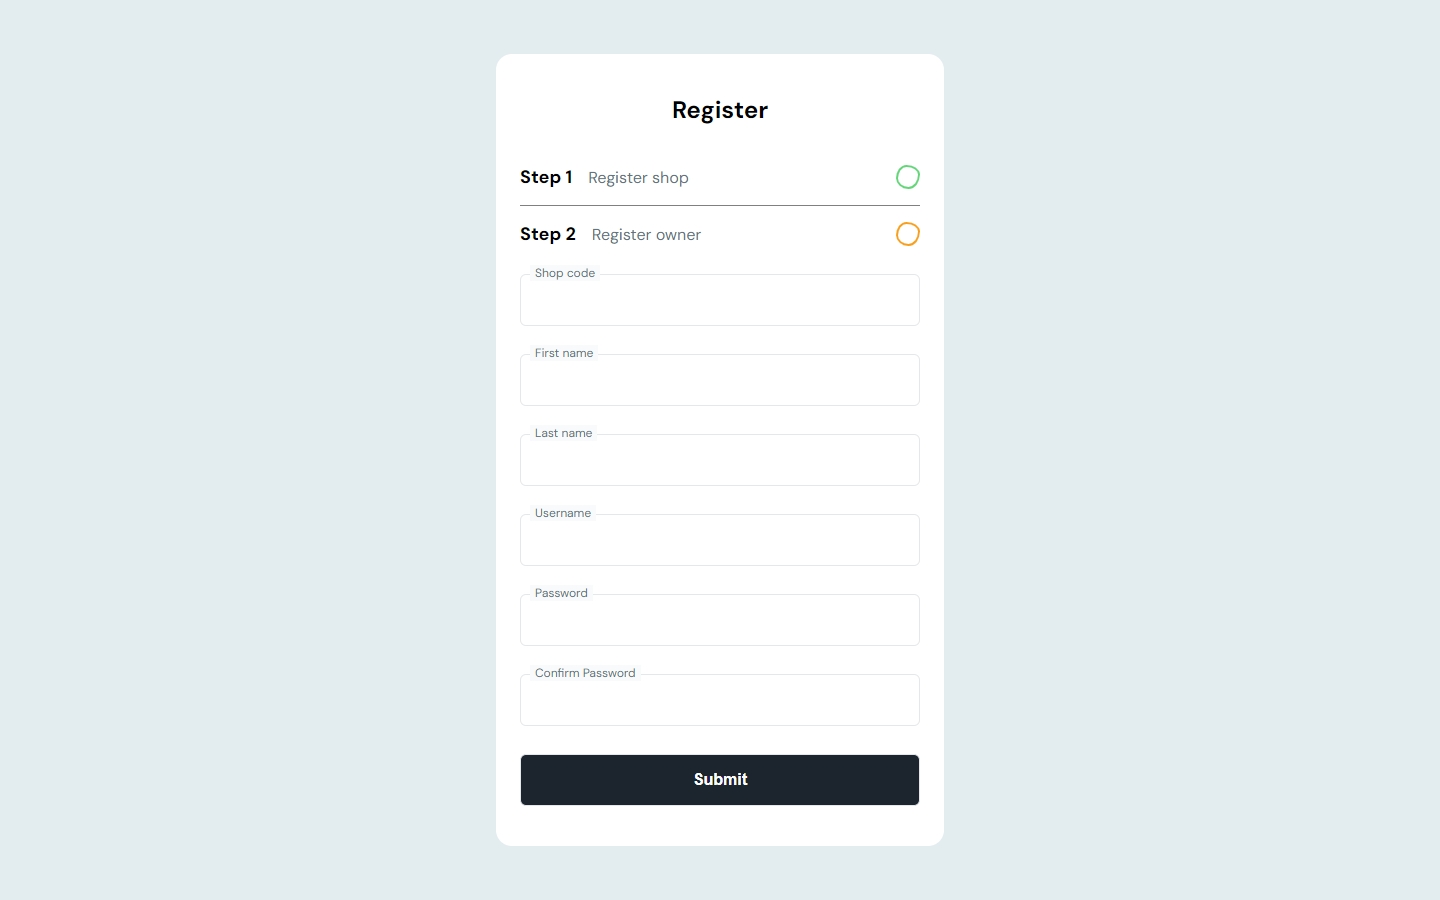 Register
Step 1 Register shop
Step 2 Register owner
Shop code
First name
Last name
Username
Password
Confirm Password
Submit